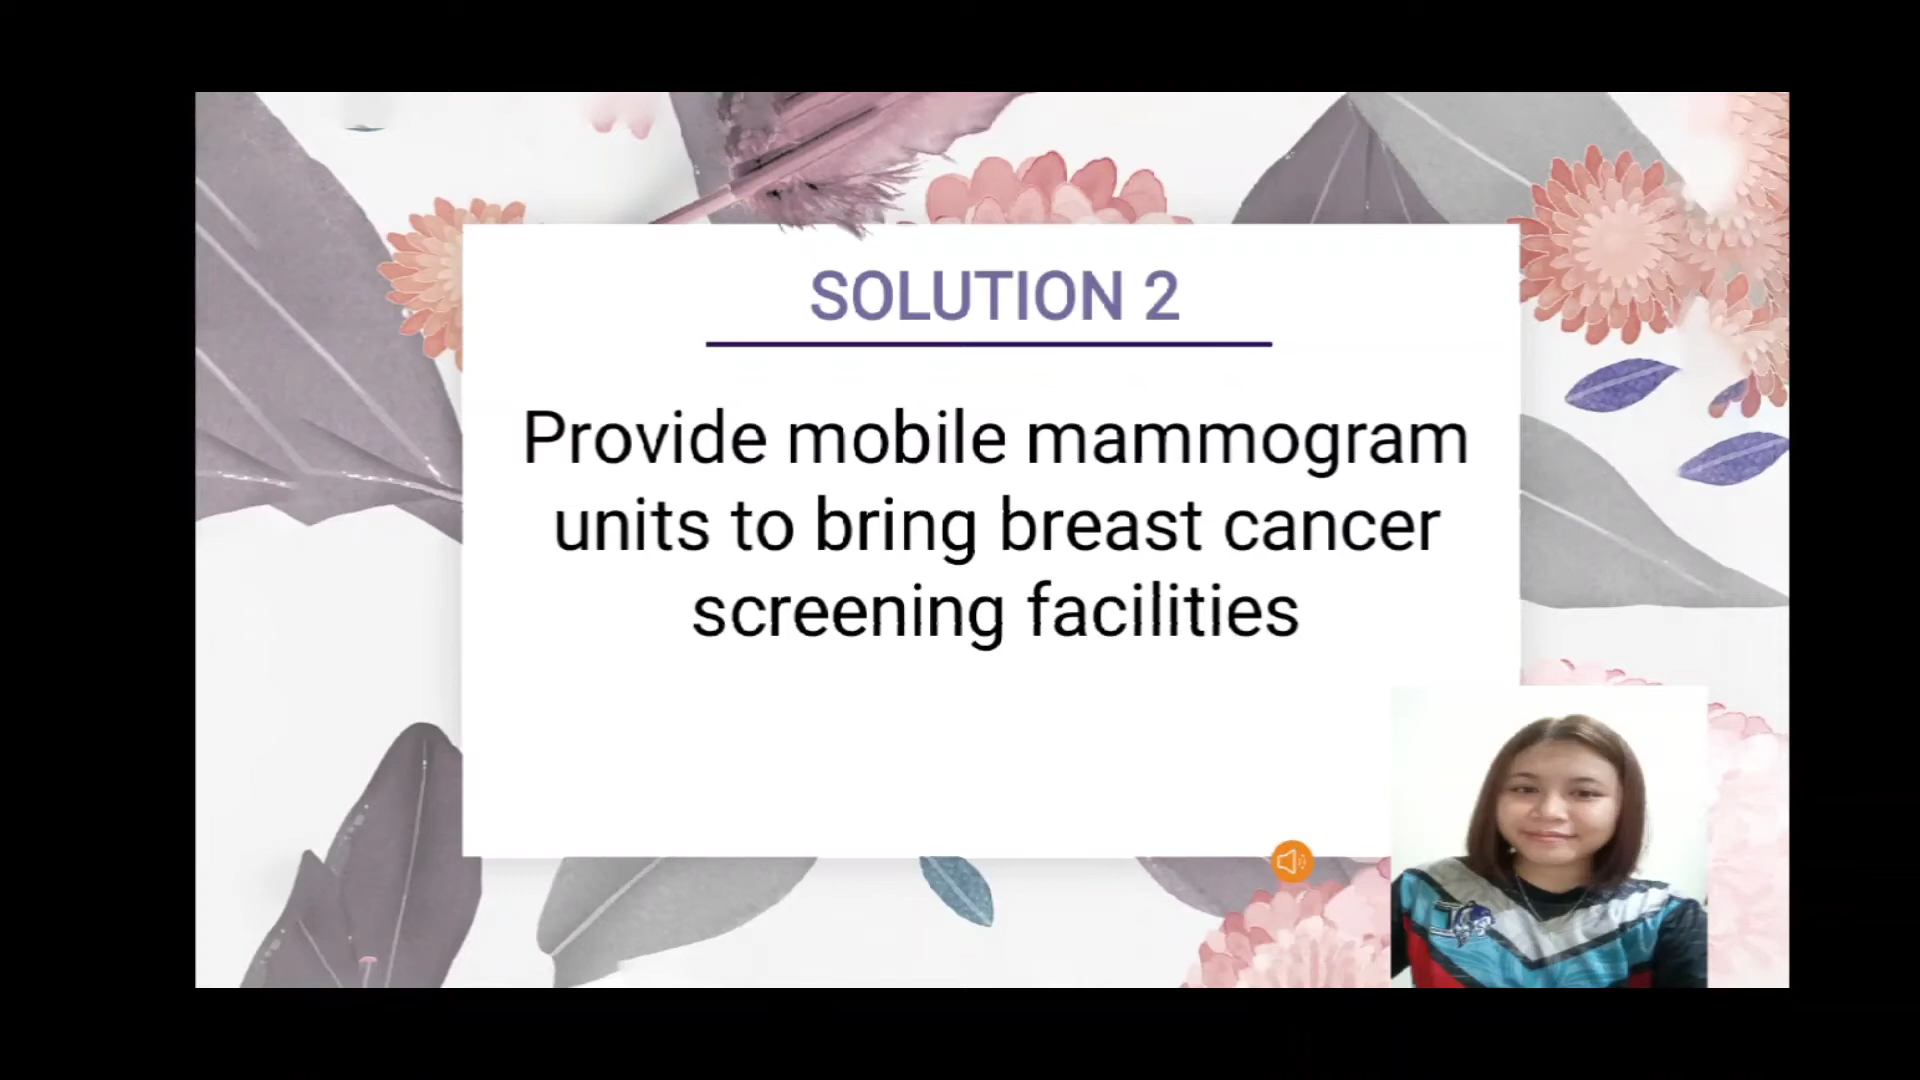 SOLUTION 2
Provide mobile mammogram
units to bring breast cancer
screening facilities